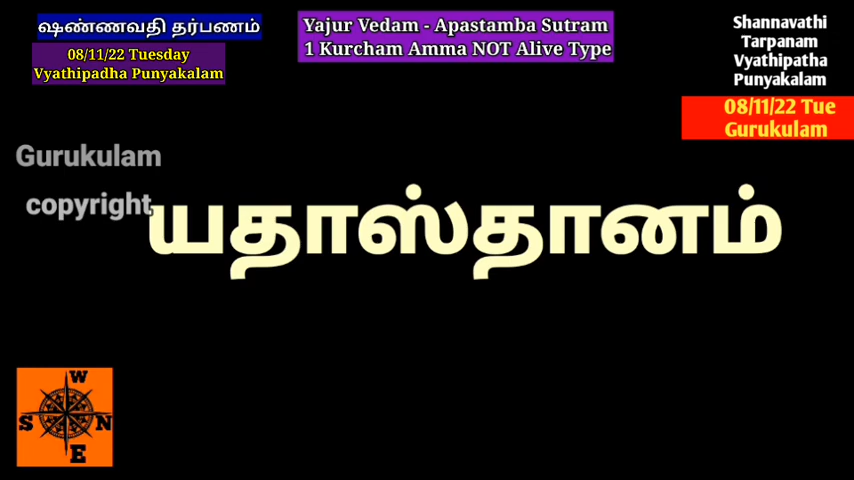 ஷண்ணவதி தர்பணம்
08/11/22 Tuesday
Vyathipadha Punyakalam
Yajur Vedam - Apastamba Sutram
1 Kurcham Amma NOT Alive Type
Shannavathi
Tarpanam
Vyathipatha
Punyakalam
08/11/22 Tue
Gurukulam
Gurukulam
copyright
யதாஸ்தானம்
W
S N
E